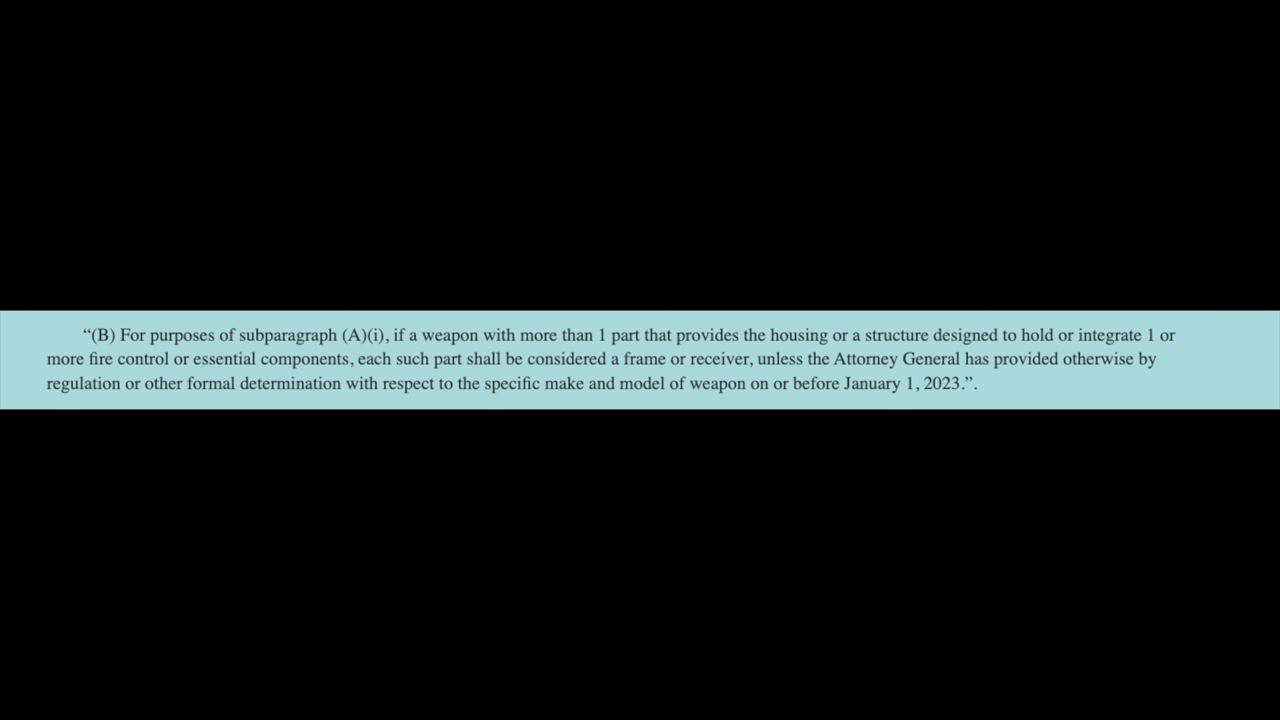 “(B) For purposes of subparagraph (A)(i), if a weapon with more than 1 part that provides the housing or a structure designed to hold or integrate 1 or
more fire control or essential components, each such part shall be considered a frame or receiver, unless the Attorney General has provided otherwise by
regulation or other formal determination with respect to the specific make and model of weapon on or before January 1, 2023.”.